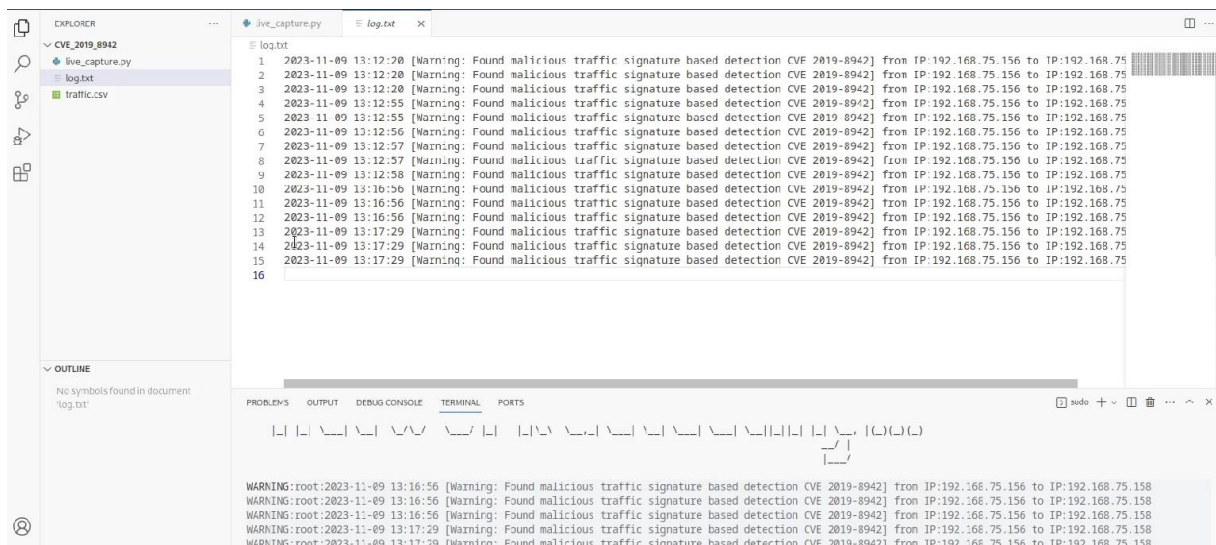 EXPLORER ···
CVE_2019_8942
live_capture.py
log.txt
traffic.csv
OUTLINE
No symbols found in document
'log.txt'
live_capture.py log.txt ×
log.txt
1 2023-11-09 13:12:20 [Warning: Found malicious traffic signature based detection CVE 2019-8942] from IP:192.168.75.156 to IP:192.168.75
2 2023-11-09 13:12:20 [Warning: Found malicious traffic signature based detection CVE 2019-8942] from IP:192.168.75.156 to IP:192.168.75
3 2023-11-09 13:12:20 [Warning: Found malicious traffic signature based detection CVE 2019-8942] from IP:192.168.75.156 to IP:192.168.75
4 2023-11-09 13:12:55 [Warning: Found malicious traffic signature based detection CVE 2019-8942] from IP:192.168.75.156 to IP:192.168.75
5 2023-11-09 13:12:55 [Warning: Found malicious traffic signature based detection CVE 2019-8942] from IP:192.168.75.156 to IP:192.168.75
6 2023-11-09 13:12:56 [Warning: Found malicious traffic signature based detection CVE 2019-8942] from IP:192.168.75.156 to IP:192.168.75
7 2023-11-09 13:12:57 [Warning: Found malicious traffic signature based detection CVE 2019-8942] from IP:192.168.75.156 to IP:192.168.75
8 2023-11-09 13:12:57 [Warning: Found malicious traffic signature based detection CVE 2019-8942] from IP:192.168.75.156 to IP:192.168.75
9 2023-11-09 13:12:58 [Warning: Found malicious traffic signature based detection CVE 2019-8942] from IP:192.168.75.156 to IP:192.168.75
10 2023-11-09 13:16:56 [Warning: Found malicious traffic signature based detection CVE 2019-8942] from IP:192.168.75.156 to IP:192.168.75
11 2023-11-09 13:16:56 [Warning: Found malicious traffic signature based detection CVE 2019-8942] from IP:192.168.75.156 to IP:192.168.75
12 2023-11-09 13:16:56 [Warning: Found malicious traffic signature based detection CVE 2019-8942] from IP:192.168.75.156 to IP:192.168.75
13 2023-11-09 13:17:29 [Warning: Found malicious traffic signature based detection CVE 2019-8942] from IP:192.168.75.156 to IP:192.168.75
14 2023-11-09 13:17:29 [Warning: Found malicious traffic signature based detection CVE 2019-8942] from IP:192.168.75.156 to IP:192.168.75
15 2023-11-09 13:17:29 [Warning: Found malicious traffic signature based detection CVE 2019-8942] from IP:192.168.75.156 to IP:192.168.75
16
PROBLEMS OUTPUT DEBUG CONSOLE TERMINAL PORTS sudo
WARNING:root:2023-11-09 13:16:56 [Warning: Found malicious traffic signature based detection CVE 2019-8942] from IP:192.168.75.156 to IP:192.168.75.158
WARNING:root:2023-11-09 13:16:56 [Warning: Found malicious traffic signature based detection CVE 2019-8942] from IP:192.168.75.156 to IP:192.168.75.158
WARNING:root:2023-11-09 13:16:56 [Warning: Found malicious traffic signature based detection CVE 2019-8942] from IP:192.168.75.156 to IP:192.168.75.158
WARNING:root:2023-11-09 13:17:29 [Warning: Found malicious traffic signature based detection CVE 2019-8942] from IP:192.168.75.156 to IP:192.168.75.158
WARNING:root:2023-11-09 13:17:29 [Warning: Found malicious traffic signature based detection CVE 2019-8942] from IP:192.168.75.156 to IP:192.168.75.158